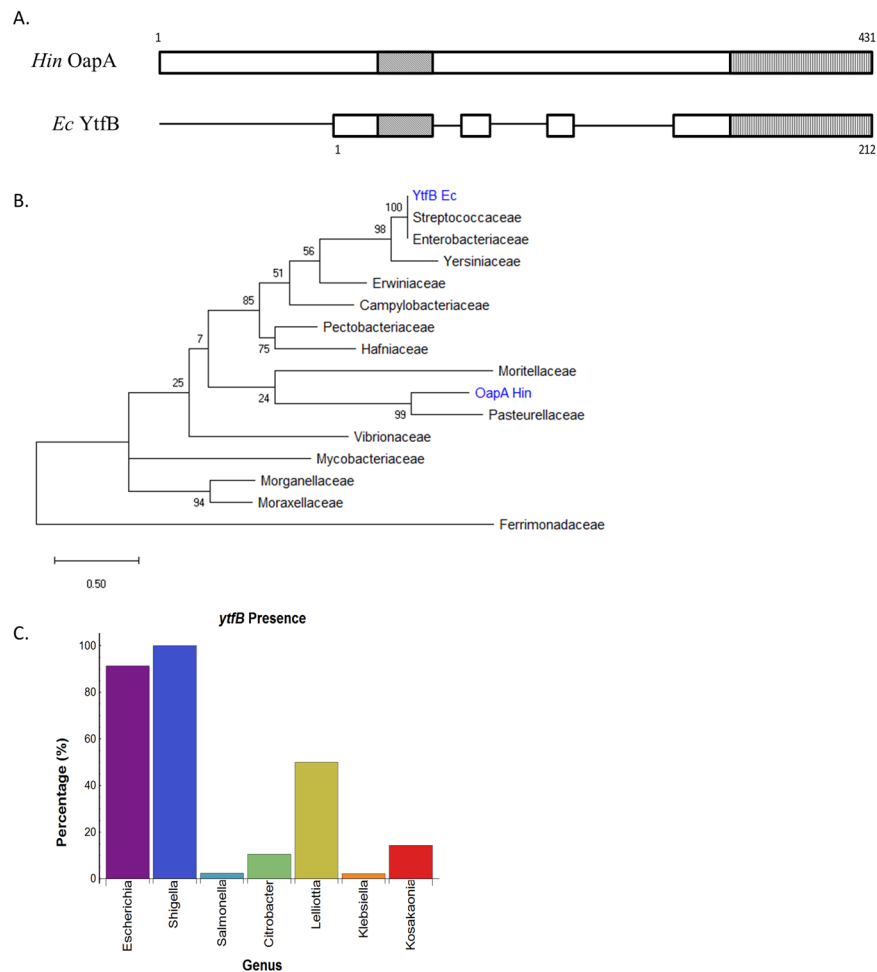 A.
1
431
Hin OapA
Ec YtfB
1
212
B.
YtfB Ec
100
Streptococcaceae
98
Enterobacteriaceae
56
Yersiniaceae
51
Erwiniaceae
85
Campylobacteriaceae
Pectobacteriaceae
7
75
Hafniaceae
Moritellaceae
25
24
OapA Hin
99
Pasteurellaceae
Vibrionaceae
Mycobacteriaceae
Morganellaceae
94
Moraxellaceae
Ferrimonadaceae
0.50
C.
ytfB Presence
100
80
60
40
20
0
Percentage (%)
Escherichia
Shigella
Salmonella
Citrobacter
Lelliottia
Klebsiella
Kosakaonia
Genus